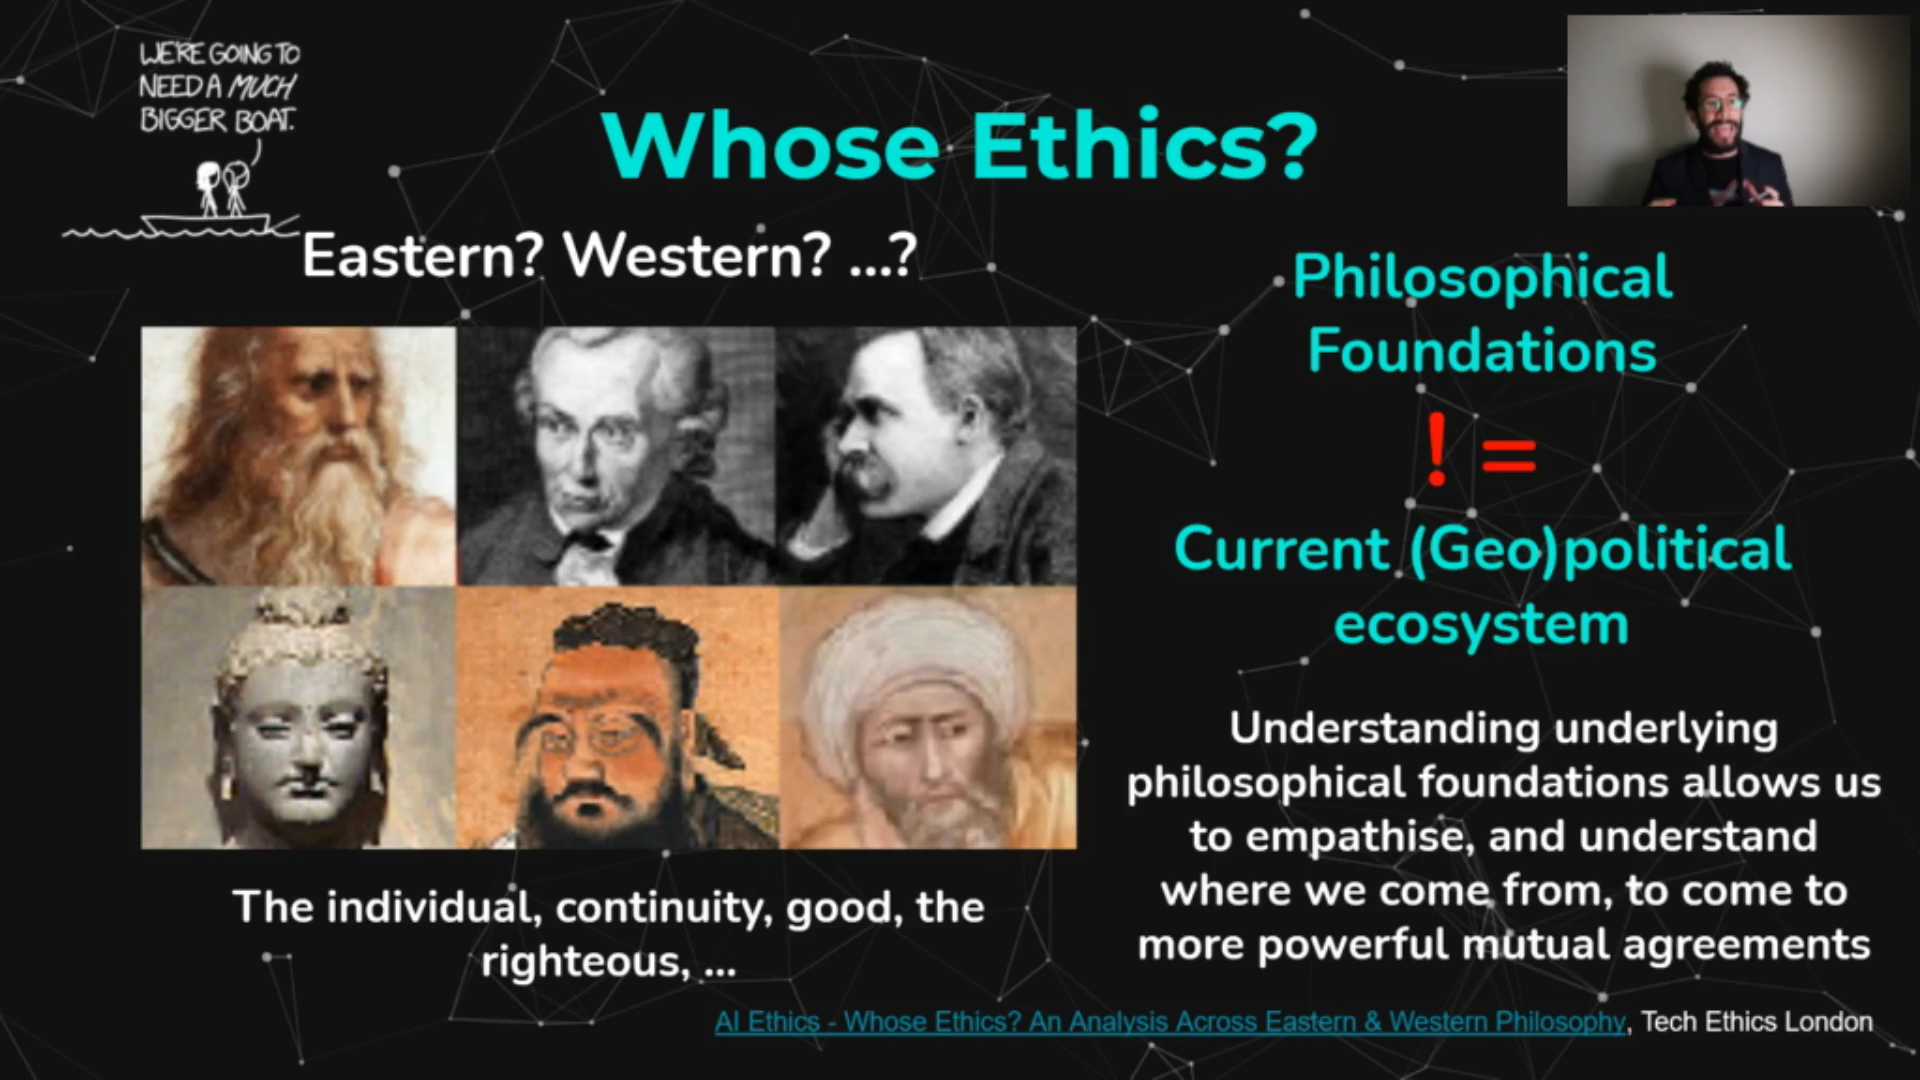 WE'RE GOING TO
NEED A MUCH
BIGGER BOAT.
Whose Ethics?
Eastern? Western? ...?
Philosophical
Foundations
! =
Current (Geo)political
ecosystem
Understanding underlying
philosophical foundations allows us
to empathise, and understand
where we come from, to come to
more powerful mutual agreements
The individual, continuity, good, the
righteous, ...
AI Ethics - Whose Ethics? An Analysis Across Eastern & Western Philosophy, Tech Ethics London